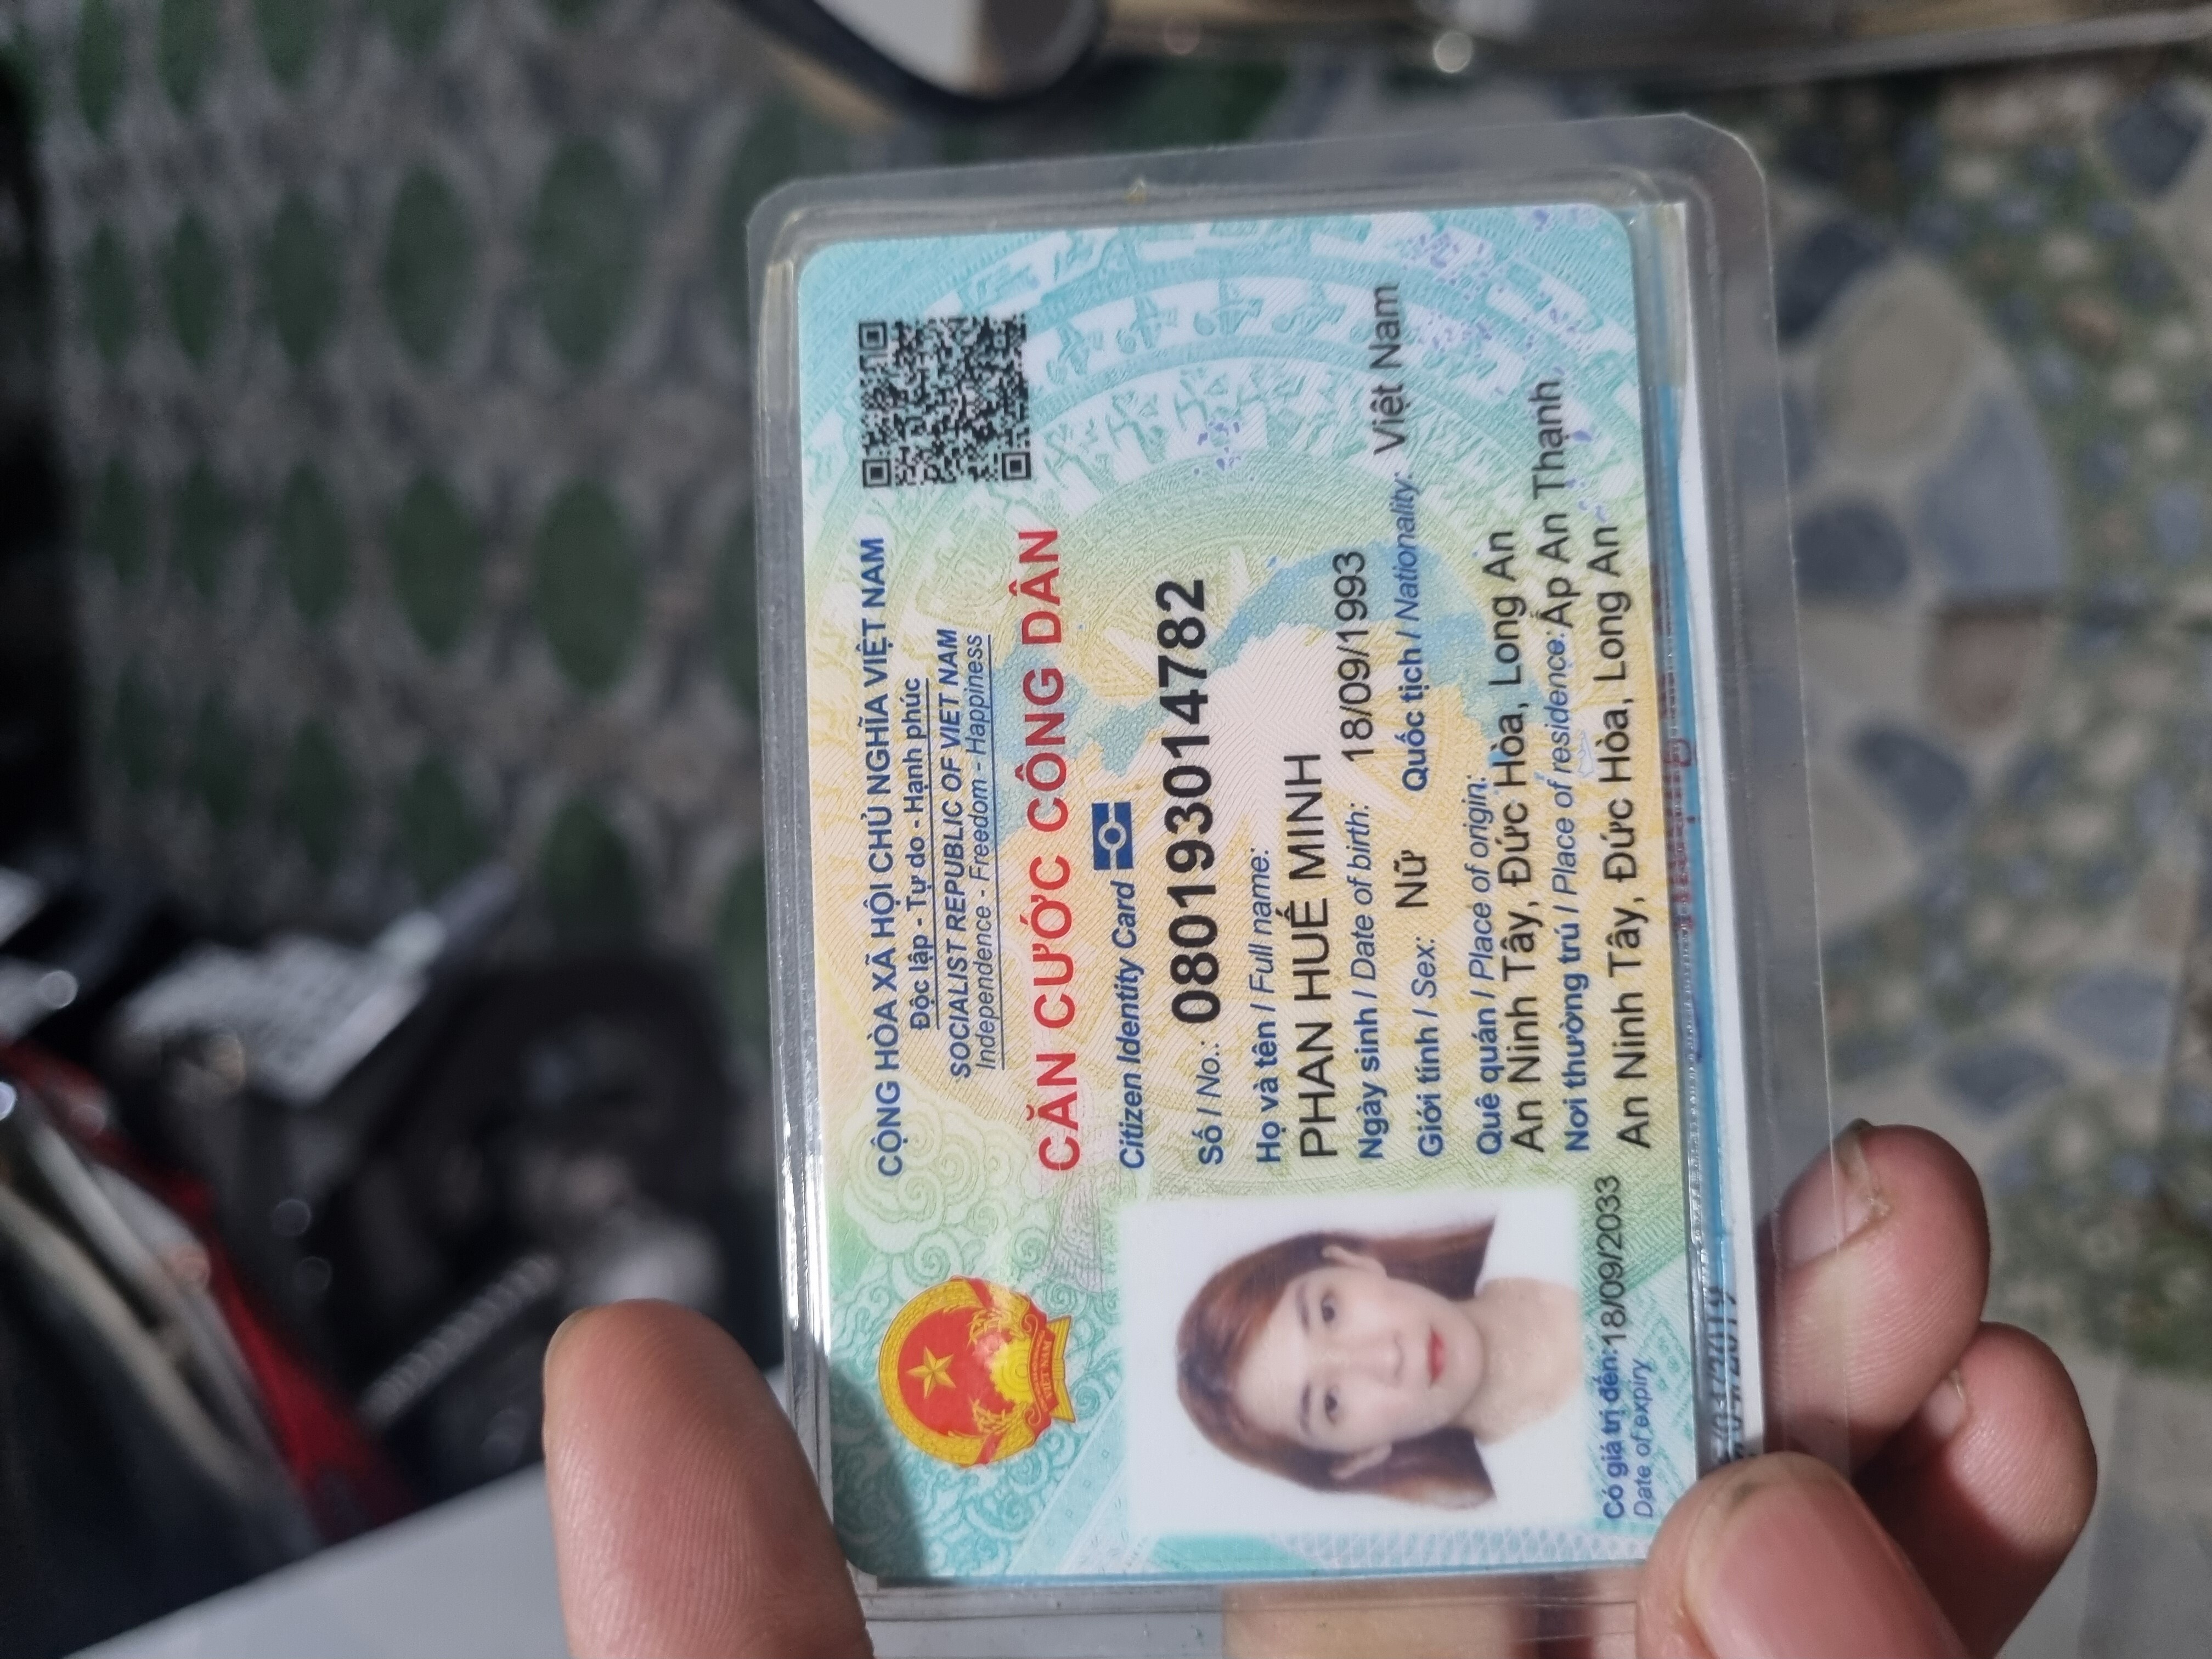 CỘNG HÒA XÃ HỘI CHỦ NGHĨA VIỆT NAM
Độc lập - Tự do - Hạnh phúc
SOCIALIST REPUBLIC OF VIET NAM
Independence - Freedom - Happiness
CĂN CƯỚC CÔNG DÂN
Citizen Identity Card
Số / No.: 080193014782
Họ và tên / Full name:
PHAN HUẾ MINH
Ngày sinh / Date of birth: 18/09/1993
Giới tính / Sex: Nữ Quốc tịch / Nationality: Việt Nam
Quê quán / Place of origin:
An Ninh Tây, Đức Hòa, Long An
Nơi thường trú / Place of residence: Ấp An Thạnh,
An Ninh Tây, Đức Hòa, Long An
Có giá trị đến: 18/09/2033
Date of expiry
VIỆT NAM